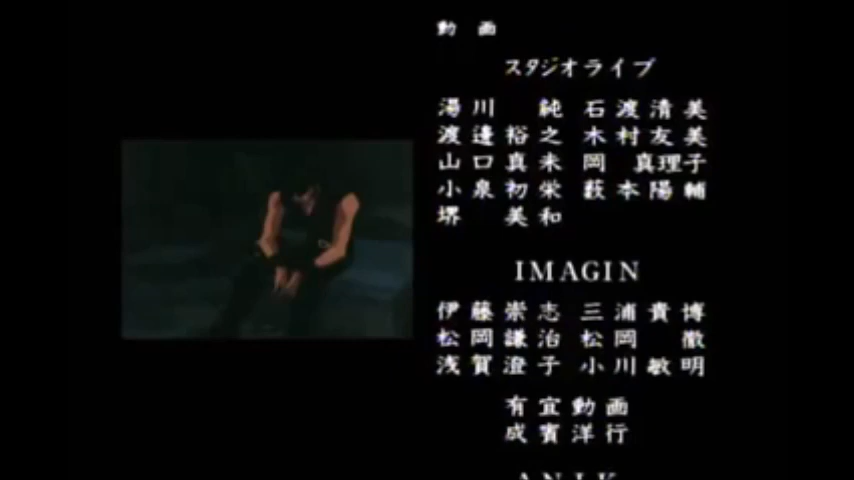 動画
スタジオライブ
湯川 純 石渡清美
渡邉裕之 木村友美
山口真未 岡 真理子
小泉初栄 薮本陽輔
堺 美和
IMAGIN
伊藤崇志 三浦貴博
松岡謙治 松岡 徹
浅賀澄子 小川敏明
有宜動画
成賓洋行